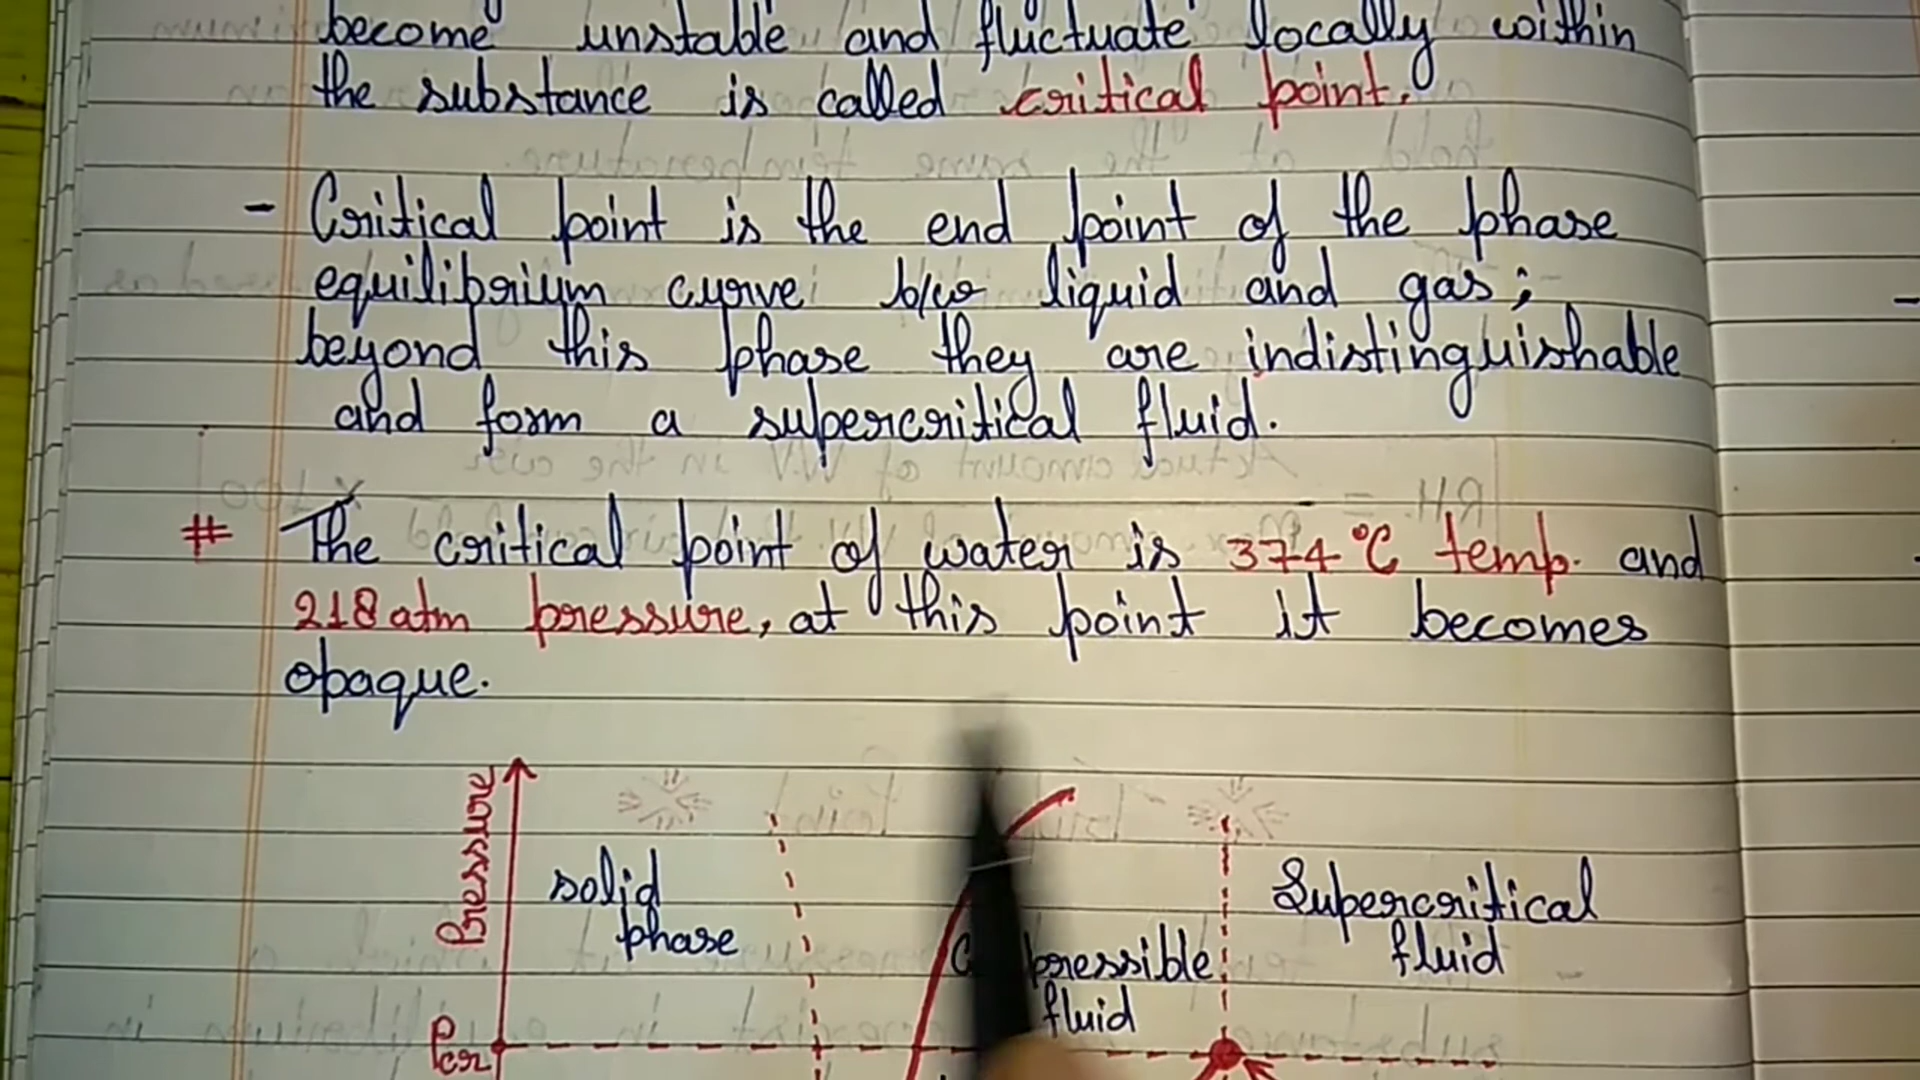 become unstable and fluctuate locally within
the substance is called critical point.
- Critical point is the end point of the phase
equilibrium curve b/w liquid and gas;
beyond this phase they are indistinguishable
and form a supercritical fluid.
# The critical point of water is 374°C temp. and
218 atm pressure, at this point it becomes
opaque.
Pressure
solid
phase
fluid
Supercritical
fluid
Pcr